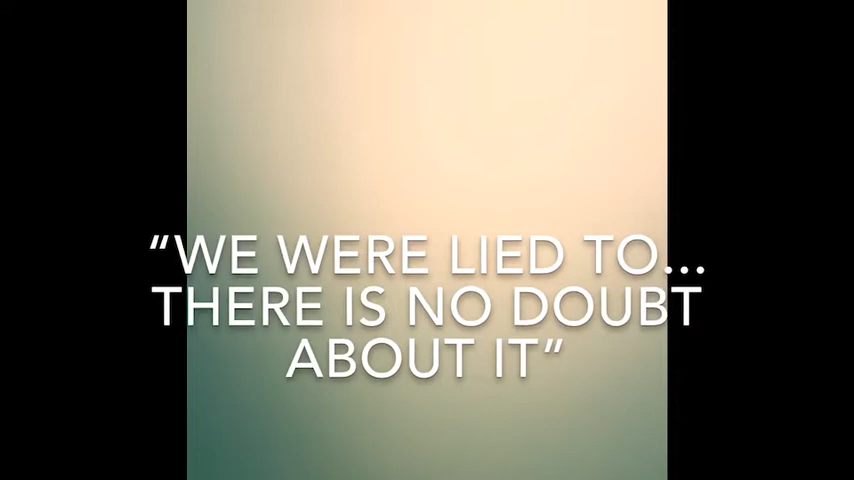 “WE WERE LIED TO...
THERE IS NO DOUBT
ABOUT IT”